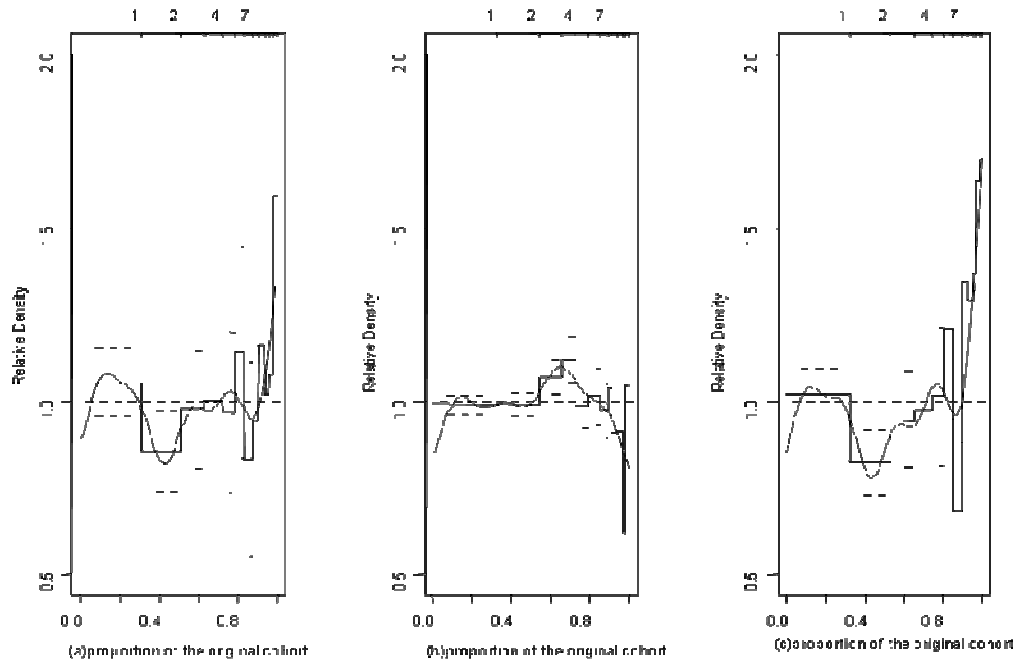 1 2 4 7
1 2 4 7
1 2 7
2.0
1.5
1.0
0.5
Relative Density
0.0 0.4 0.8
(a)proportion of the original cohort
2.0
1.5
1.0
0.5
Relative Density
0.0 0.4 0.8
(b)proportion of the original cohort
2.0
1.5
1.0
0.5
Relative Density
0.0 0.4 0.8
(c)proportion of the original cohort